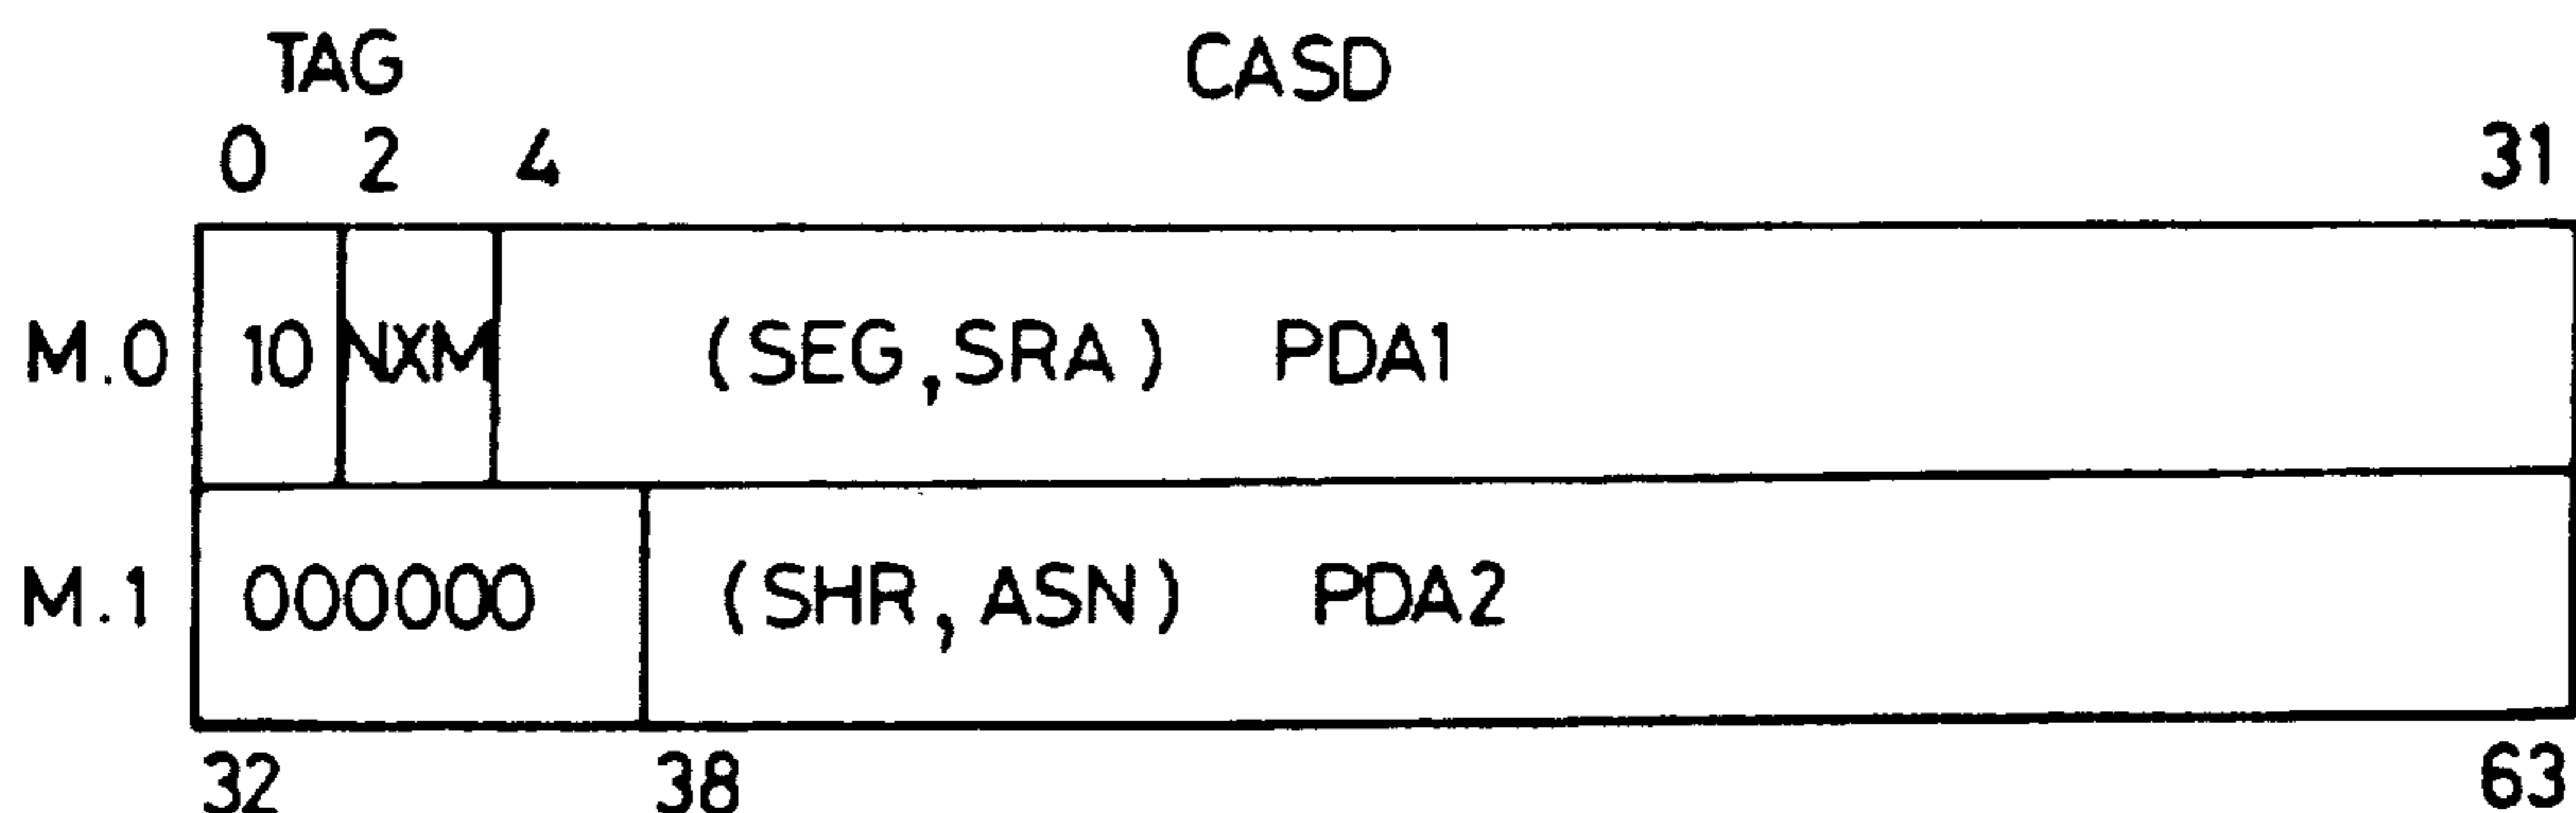 TAG CASD
0 2 4 31
M.0 10 NXM (SEG,SRA) PDA1
M.1 000000 (SHR,ASN) PDA2
32 38 63